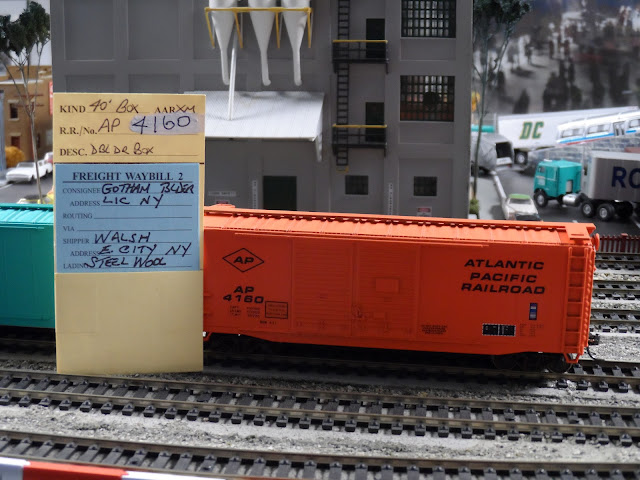 KIND 40' Box AAR XM
R.R./No. AP 4160
DESC. DBL DR BOX
FREIGHT WAYBILL 2
CONSIGNEE GOTHAM BLDER
ADDRESS LIC NY
ROUTING
VIA
SHIPPER WALSH
ADDRESS E. CITY NY
LADING STEEL WOOL
AP
AP
4160
ATLANTIC
PACIFIC
RAILROAD
DC
RO